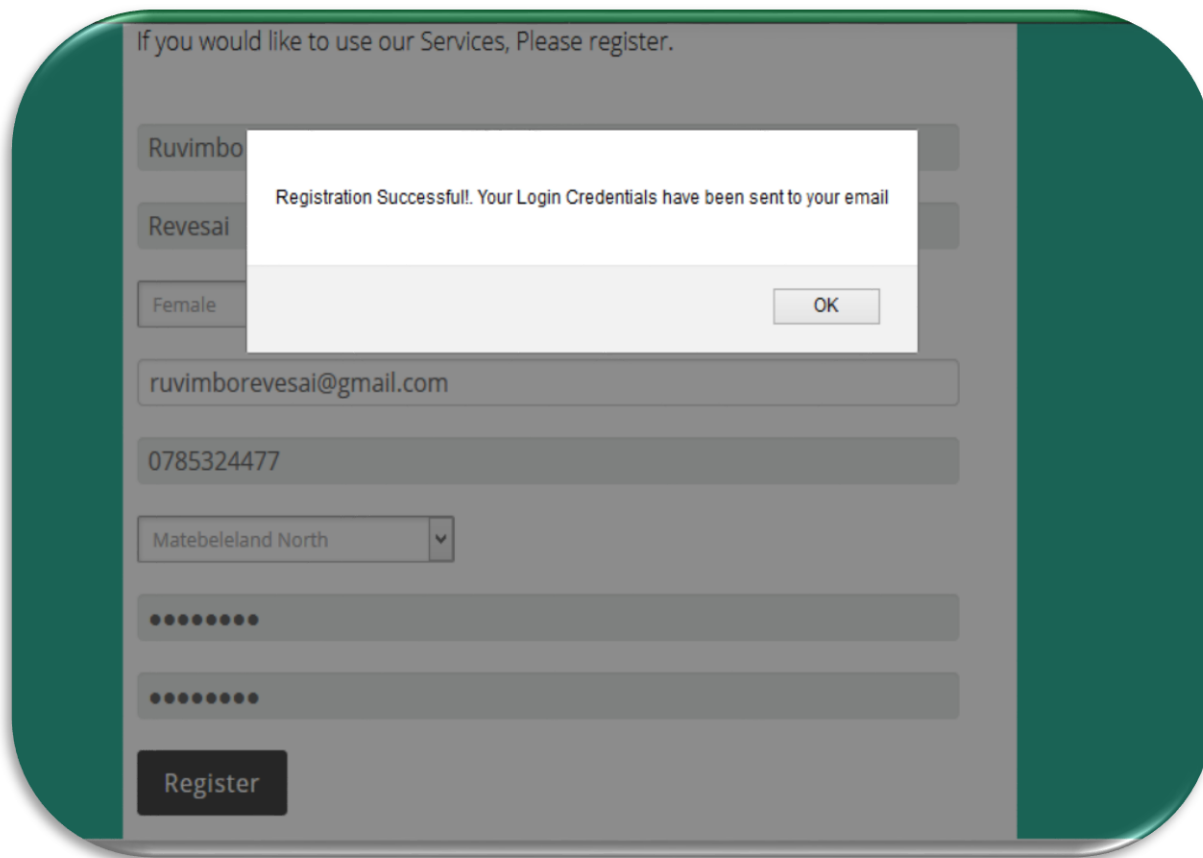 If you would like to use our Services, Please register.
Ruvimbo
Registration Successful!. Your Login Credentials have been sent to your email
Revesai
Female
OK
ruvimborevesai@gmail.com
0785324477
Matebeleland North
●●●●●●●●
●●●●●●●●
Register